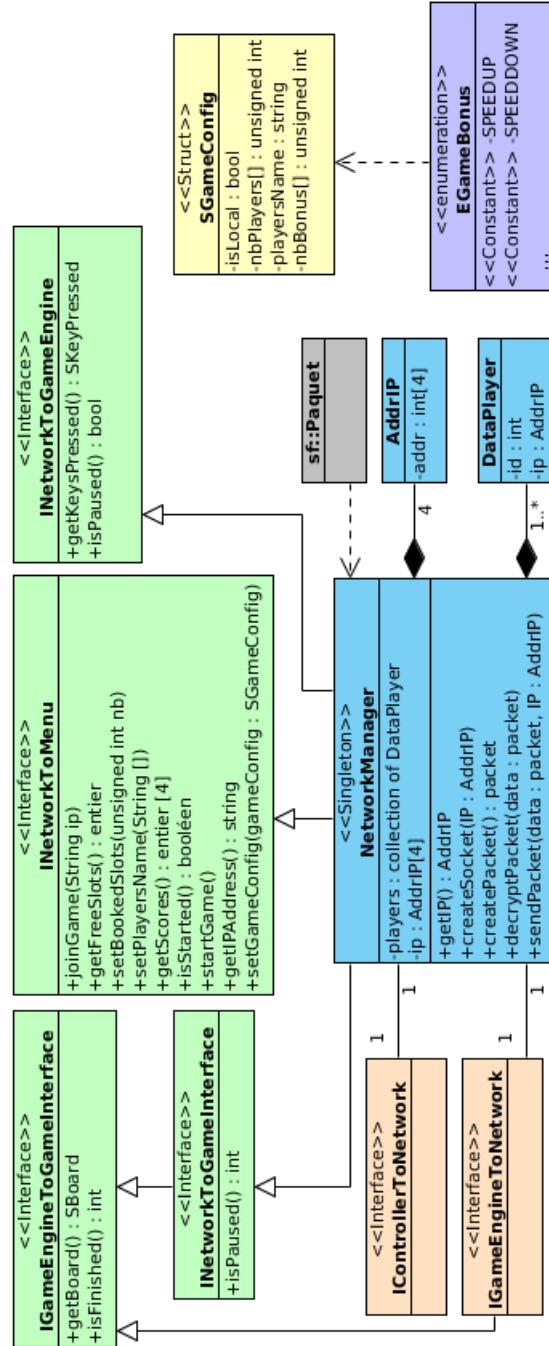 <<Interface>>
IGameEngineToGameInterface
+getBoard() : SBoard
+isFinished() : int
<<Interface>>
INetworkToGameInterface
+isPaused() : int
<<Interface>>
INetworkToMenu
+joinGame(String ip)
+getFreeSlots() : entier
+setBookedSlots(unsigned int nb)
+setPlayersName(String [])
+getScores() : entier [4]
+isStarted() : booléen
+startGame()
+getIPAddress() : string
+setGameConfig(gameConfig : SGameConfig)
<<Interface>>
INetworkToGameEngine
+getKeysPressed() : SKeyPressed
+isPaused() : bool
<<Struct>>
SGameConfig
-isLocal : bool
-nbPlayers[] : unsigned int
-playersName : string
-nbBonus[] : unsigned int
<<Interface>>
IControllerToNetwork
1
1
<<Interface>>
IGameEngineToNetwork
1
1
<<Singleton>>
NetworkManager
-players : collection of DataPlayer
-ip : AddrIP[4]
+getIP() : AddrIP
+createSocket(IP : AddrIP)
+createPacket() : packet
+decryptPacket(data : packet)
+sendPacket(data : packet, IP : AddrIP)
sf::Paquet
4
AddrIP
-addr : int[4]
1..*
DataPlayer
-id : int
-ip : AddrIP
<<enumeration>>
EGameBonus
<<Constant>> -SPEEDUP
<<Constant>> -SPEEDDOWN
...